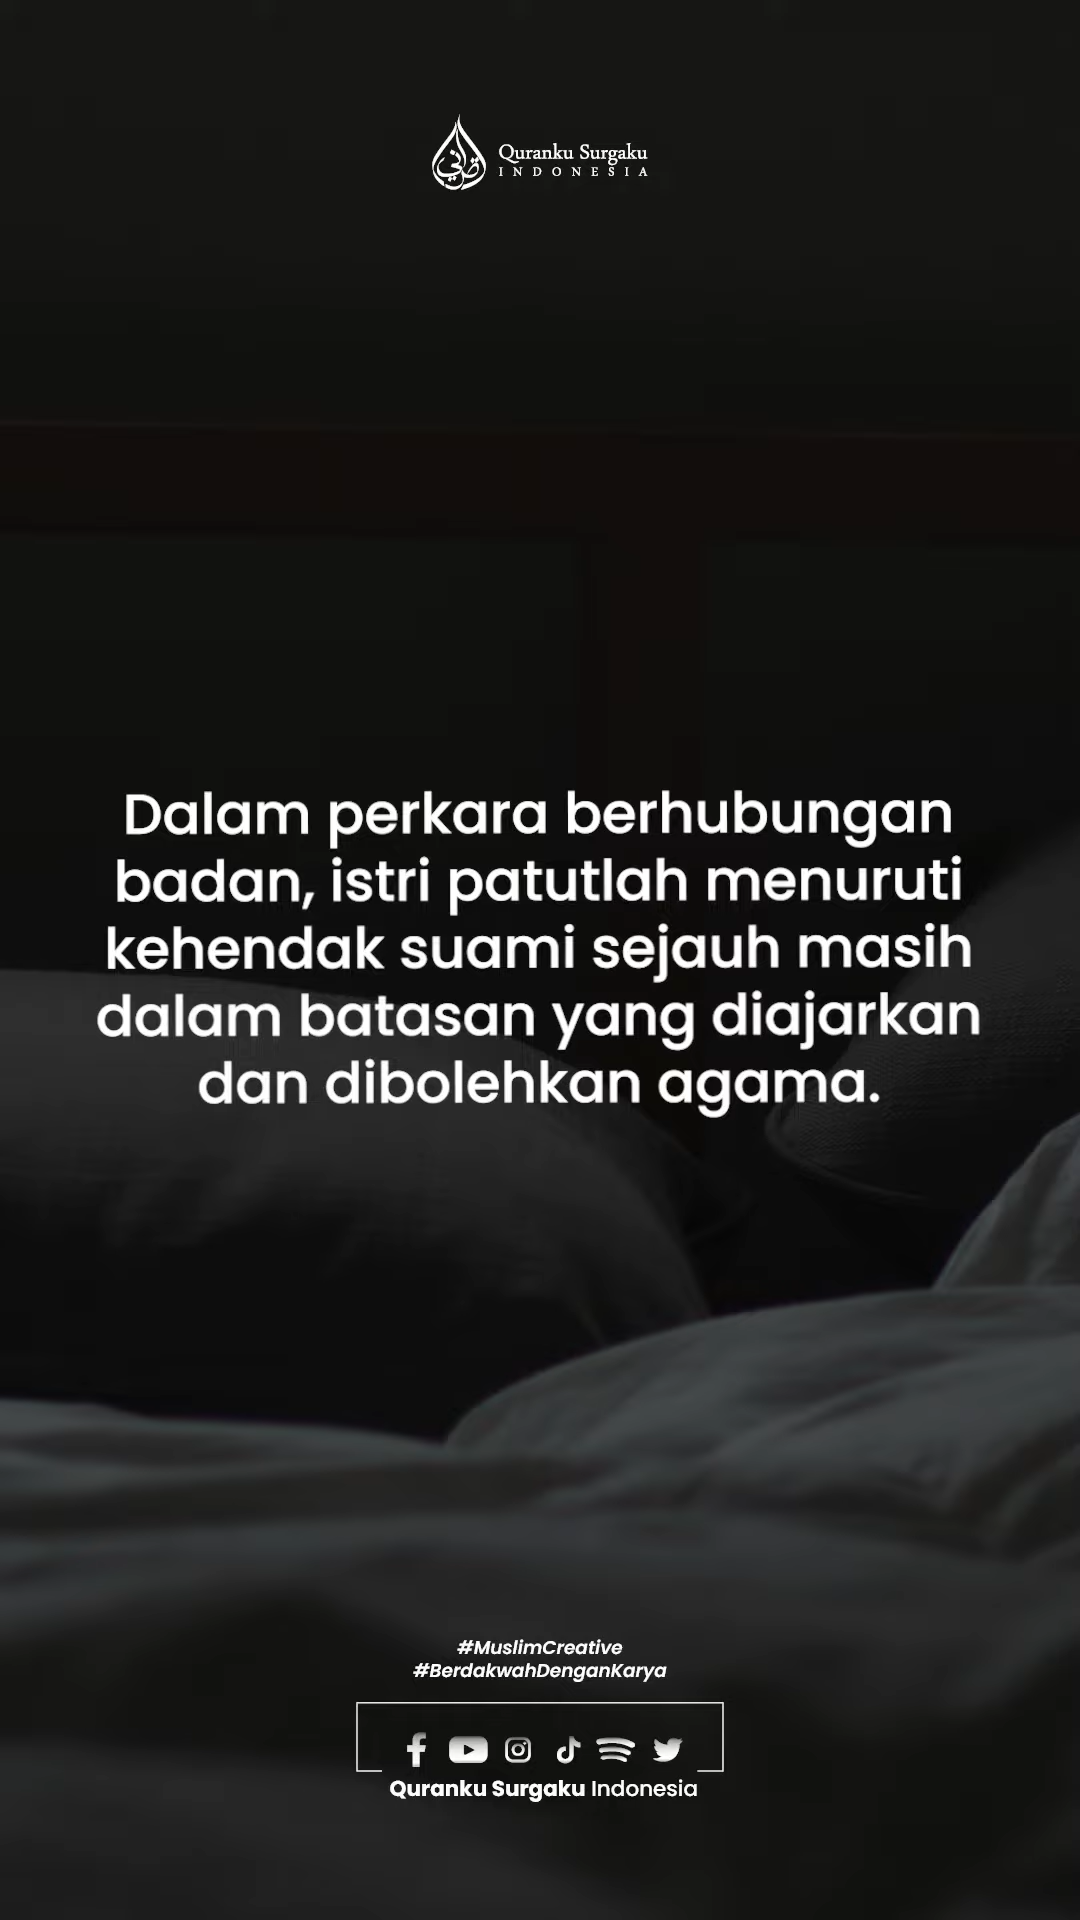 Quranku Surgaku
INDONESIA
Dalam perkara berhubungan
badan, istri patutlah menuruti
kehendak suami sejauh masih
dalam batasan yang diajarkan
dan dibolehkan agama.
#MuslimCreative
#BerdakwahDenganKarya
Quranku Surgaku Indonesia